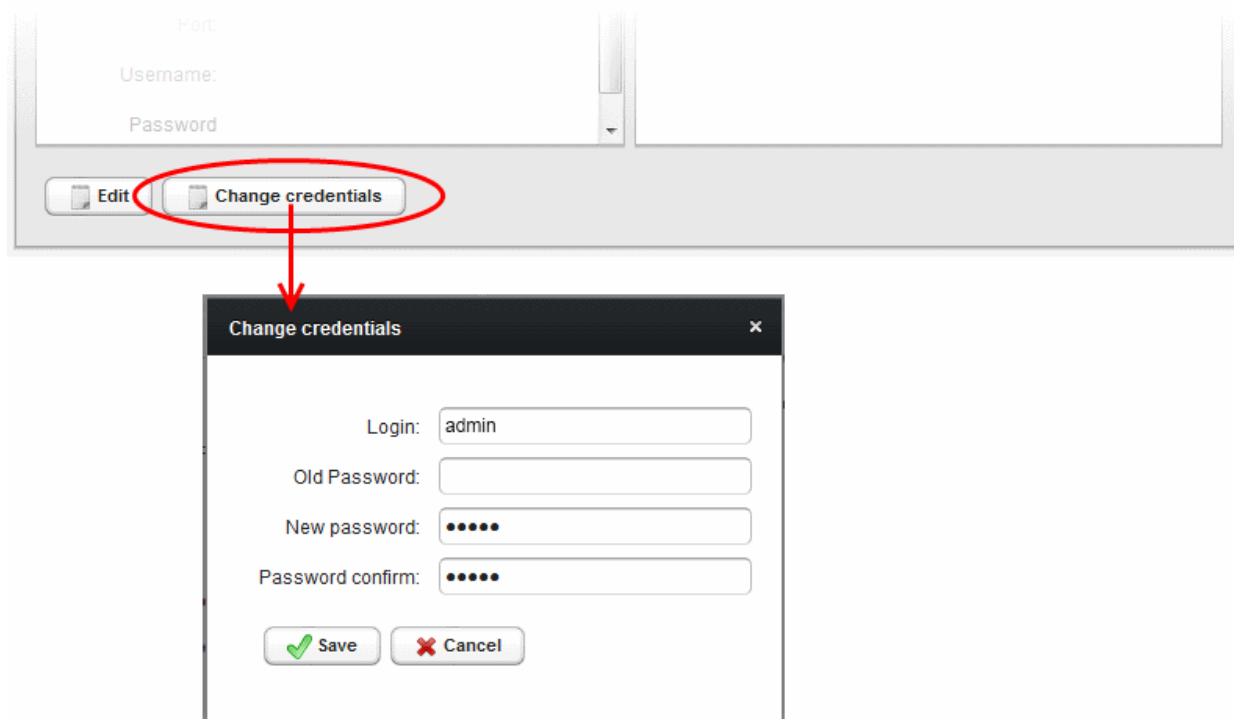 Port:
Username:
Password
Edit
Change credentials
Change credentials
Login: admin
Old Password:
New password: •••••
Password confirm: •••••
Save
Cancel